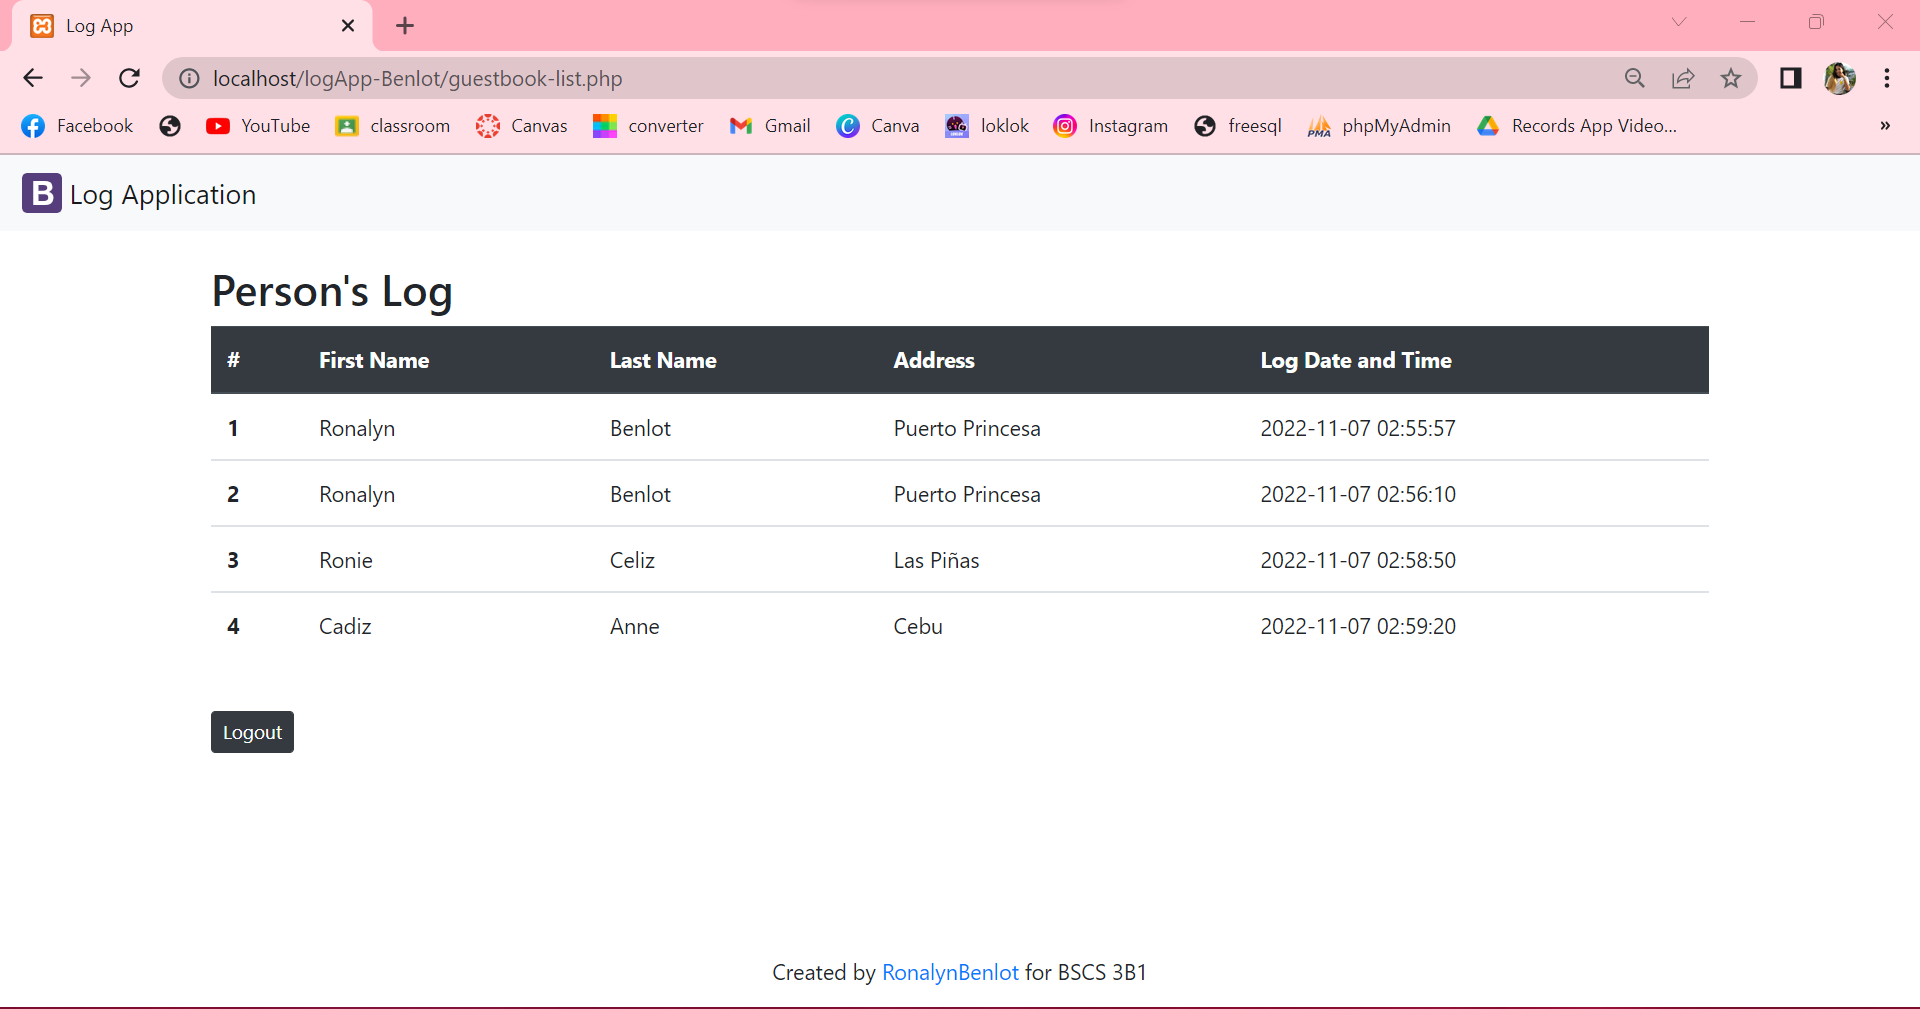 Log App
localhost/logApp-Benlot/guestbook-list.php
Facebook YouTube classroom Canvas converter Gmail Canva loklok Instagram freesql phpMyAdmin Records App Video... »
B Log Application
Person's Log
# First Name Last Name Address Log Date and Time
1 Ronalyn Benlot Puerto Princesa 2022-11-07 02:55:57
2 Ronalyn Benlot Puerto Princesa 2022-11-07 02:56:10
3 Ronie Celiz Las Piñas 2022-11-07 02:58:50
4 Cadiz Anne Cebu 2022-11-07 02:59:20
Logout
Created by RonalynBenlot for BSCS 3B1